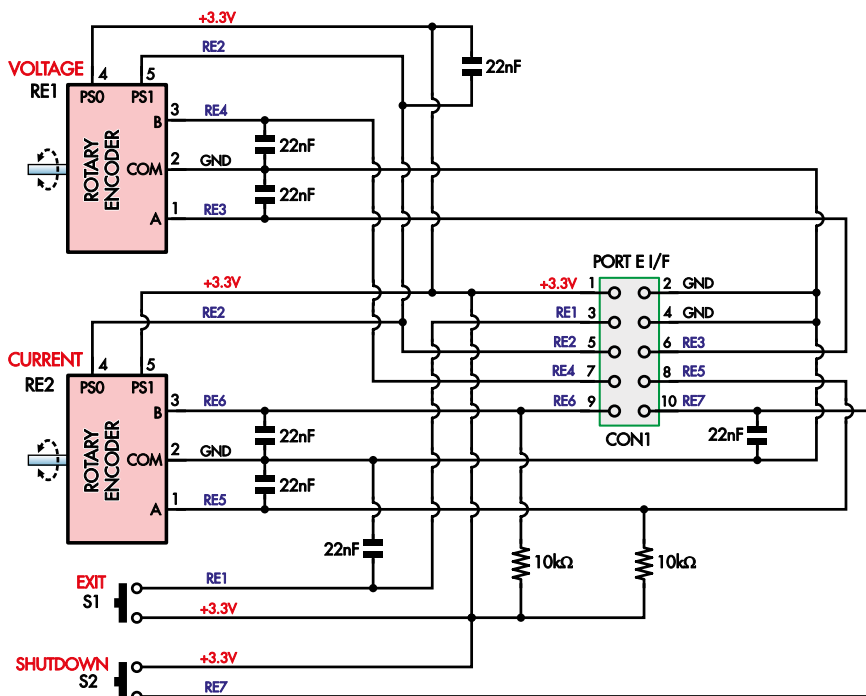 +3.3V
RE2
VOLTAGE
RE1
4
5
PS0
PS1
22nF
3
RE4
B
ROTARY
ENCODER
22nF
2
GND
COM
22nF
1
RE3
A
PORT E I/F
+3.3V
+3.3V
1
2
GND
RE1
3
4
GND
RE2
RE2
5
6
RE3
CURRENT
RE2
4
5
PS0
PS1
RE4
7
8
RE5
3
RE6
B
RE6
9
10
RE7
ROTARY
ENCODER
22nF
CON1
22nF
2
GND
COM
22nF
1
RE5
A
22nF
10kΩ
10kΩ
EXIT
S1
RE1
+3.3V
SHUTDOWN
S2
+3.3V
RE7